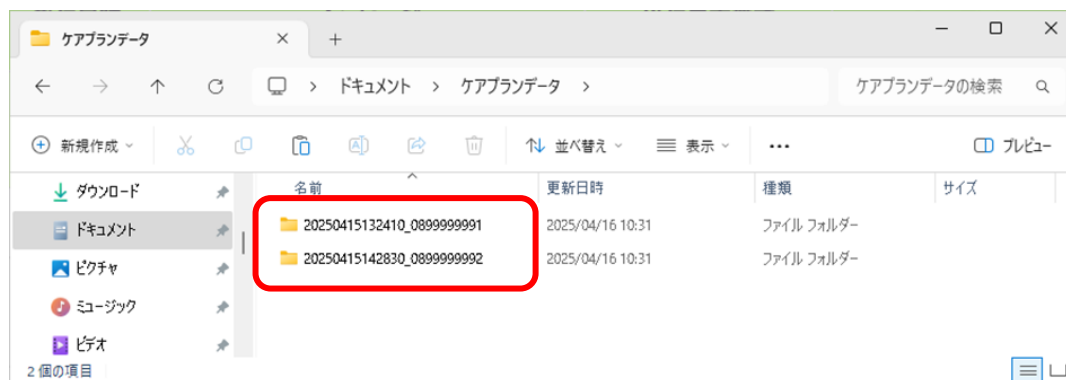 ケアプランデータ
ドキュメント > ケアプランデータ >
ケアプランデータの検索
新規作成
並べ替え
表示
プレビュー
名前 更新日時 種類 サイズ
ダウンロード
ドキュメント
ピクチャ
ミュージック
ビデオ
20250415132410_0899999991 2025/04/16 10:31 ファイル フォルダー
20250415142830_0899999992 2025/04/16 10:31 ファイル フォルダー
2 個の項目